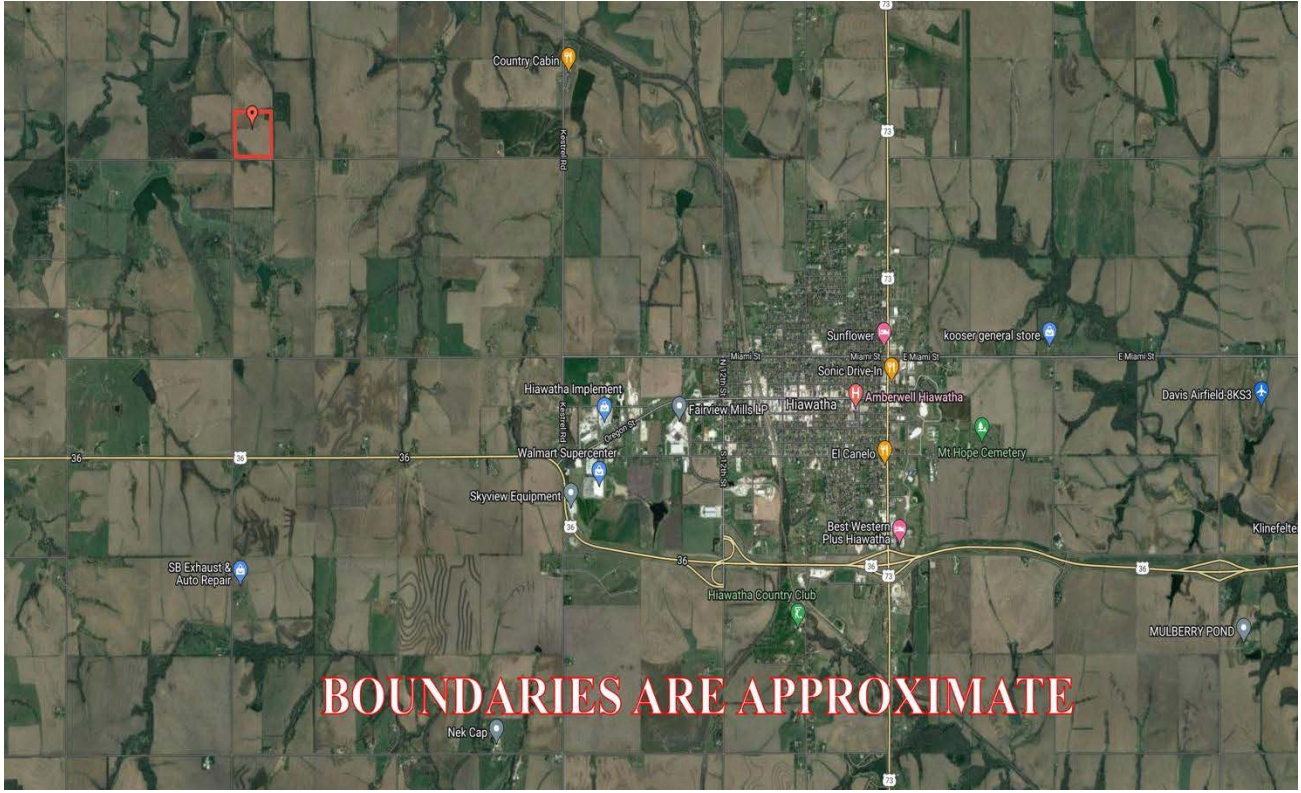 73
Country Cabin
Kestrel Rd
73
73
Sunflower
kooser general store
Miami St
Miami St
E Miami St
E Miami St
Sonic Drive-In
N 12th St
Hiawatha Implement
Amberwell Hiawatha
Davis Airfield-8KS3
Hiawatha
Fairview Mills LP
Kestrel Rd
Oregon St
Walmart Supercenter
El Canelo
Mt Hope Cemetery
36
36
36
S 12th St
Skyview Equipment
36
Best Western
Plus Hiawatha
Klinefelte
36
36
36
73
SB Exhaust &
Auto Repair
Hiawatha Country Club
MULBERRY POND
BOUNDARIES ARE APPROXIMATE
Nek Cap
73